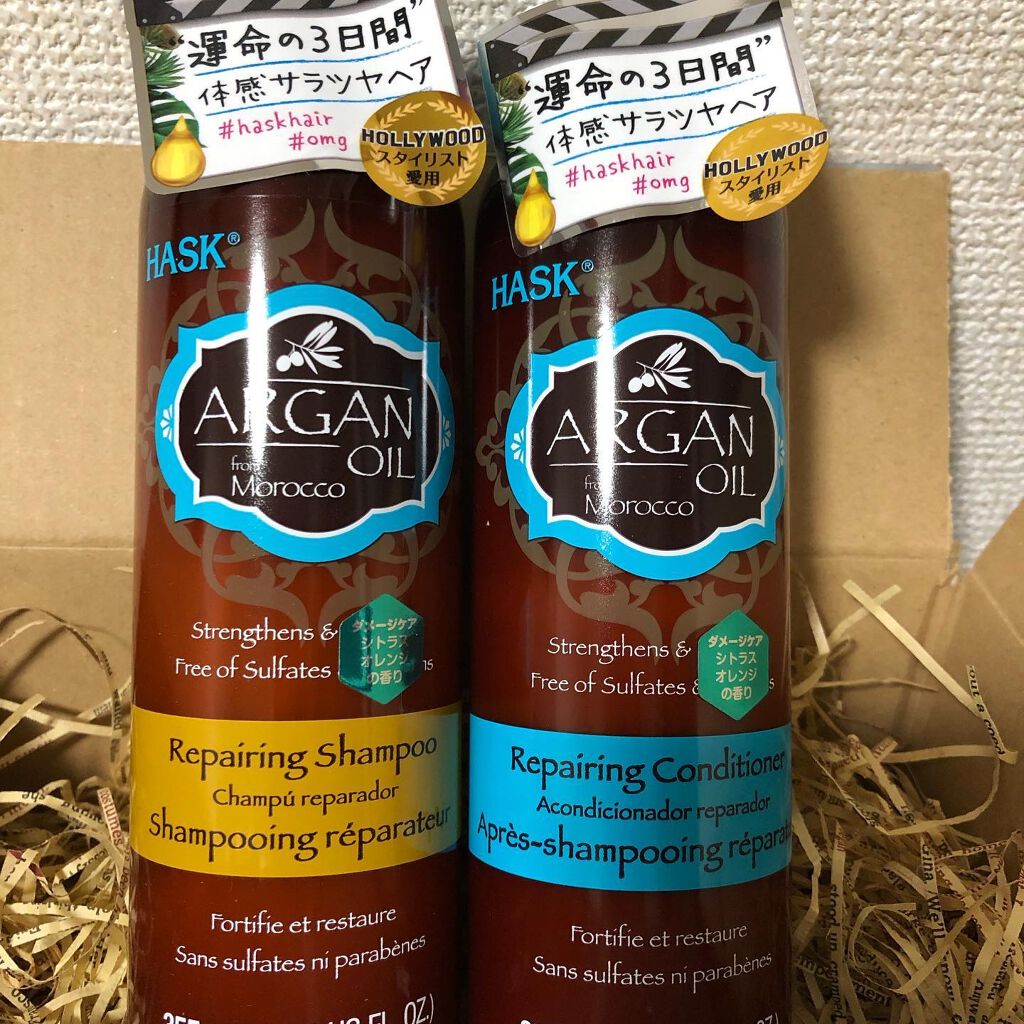 “運命の3日間”
体感サラツヤヘア
#haskhair
#omg
HOLLYWOOD
スタイリスト
愛用
HASK®
ARGAN
OIL
from
Morocco
Strengthens &
Free of Sulfates
ダメージケア
シトラス
オレンジ
の香り
Repairing Shampoo
Champú reparador
Shampooing réparateur
Fortifie et restaure
Sans sulfates ni parabènes
OZ.)
“運命の3日間”
体感サラツヤヘア
#haskhair
#omg
HOLLYWOOD
スタイリスト
愛用
HASK®
ARGAN
OIL
Morocco
Strengthens &
Free of Sulfates &
ダメージケア
シトラス
オレンジ
の香り
Repairing Conditioner
Acondicionador reparador
Après-shampooing
Fortifie et restaure
Sans sulfates ni parabènes